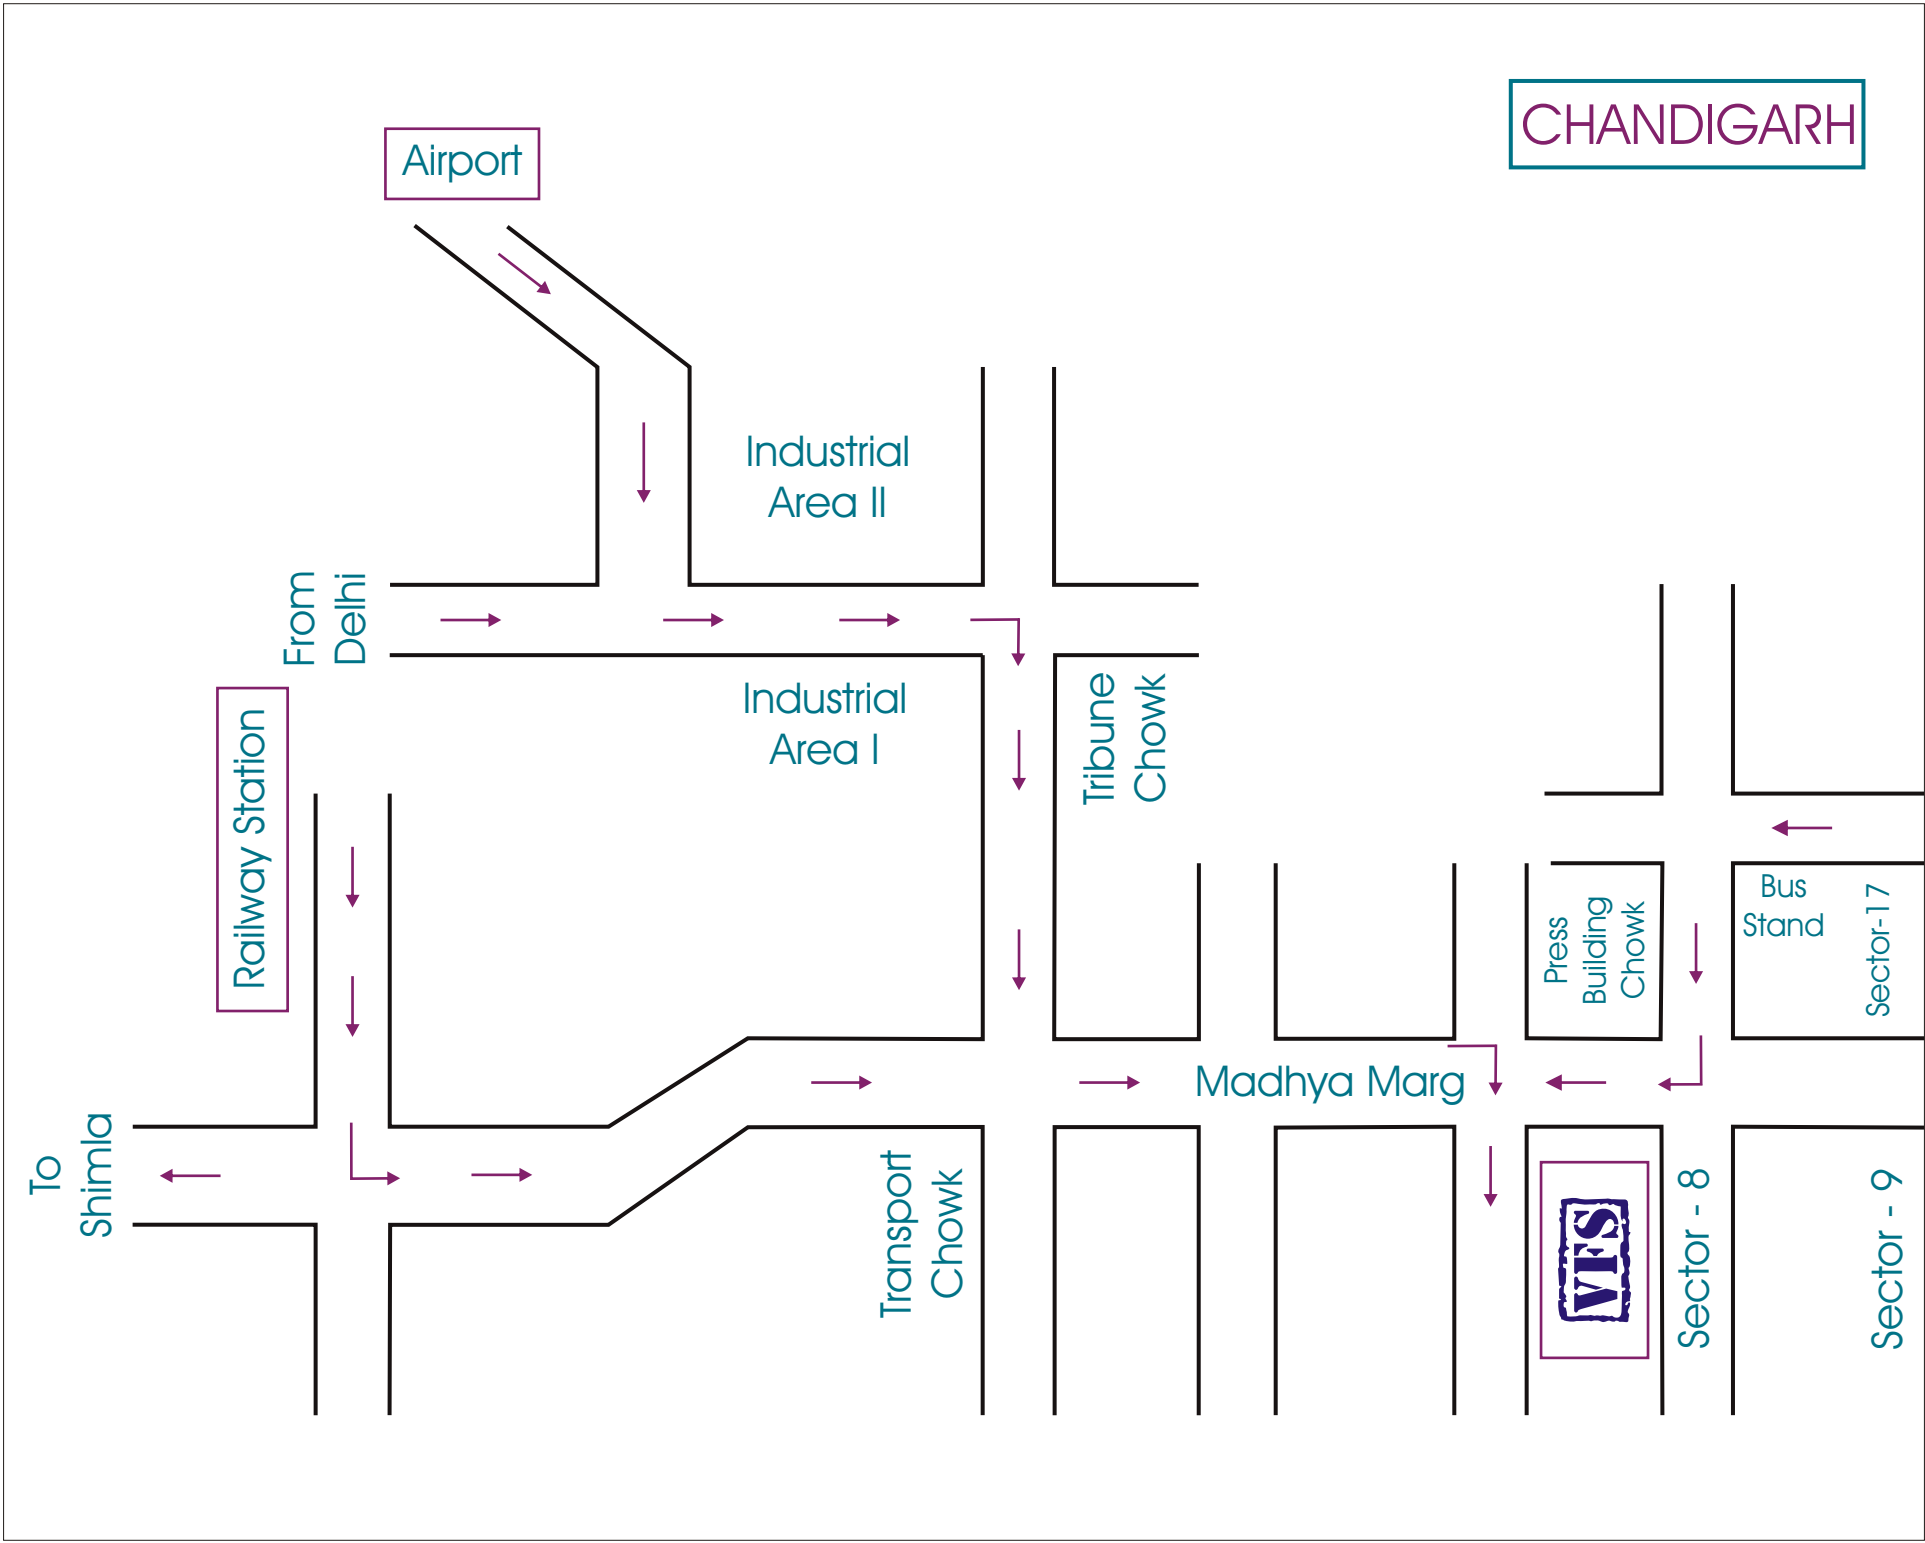 CHANDIGARH
Airport
Industrial
Area II
From
Delhi
Industrial
Area I
Tribune
Chowk
Railway Station
Bus
Stand
Sector-17
Press
Building
Chowk
Madhya Marg
To
Shimla
Transport
Chowk
VFS
Sector - 8
Sector - 9